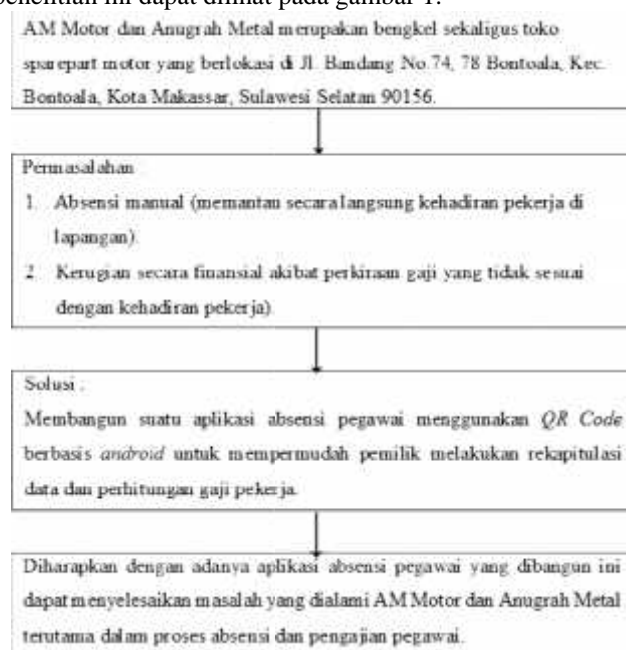 penelitian ini dapat dilihat pada gambar 1.
AM Motor dan Anugrah Metal merupakan bengkel sekaligus toko
sparepart motor yang berlokasi di Jl. Bandang No.74, 78 Bontoala, Kec.
Bontoala, Kota Makassar, Sulawesi Selatan 90156.
Permasalahan
1. Absensi manual (memantau secara langsung kehadiran pekerja di
lapangan)
2. Kerugian secara finansial akibat perkiraan gaji yang tidak sesuai
dengan kehadiran pekerja)
Solusi :
Membangun suatu aplikasi absensi pegawai menggunakan QR Code
berbasis android untuk mempermudah pemilik melakukan rekapitulasi
data dan perhitungan gaji pekerja.
Diharapkan dengan adanya aplikasi absensi pegawai yang dibangun ini
dapat menyelesaikan masalah yang dialami AM Motor dan Anugrah Metal
terutama dalam proses absensi dan pengajian pegawai.